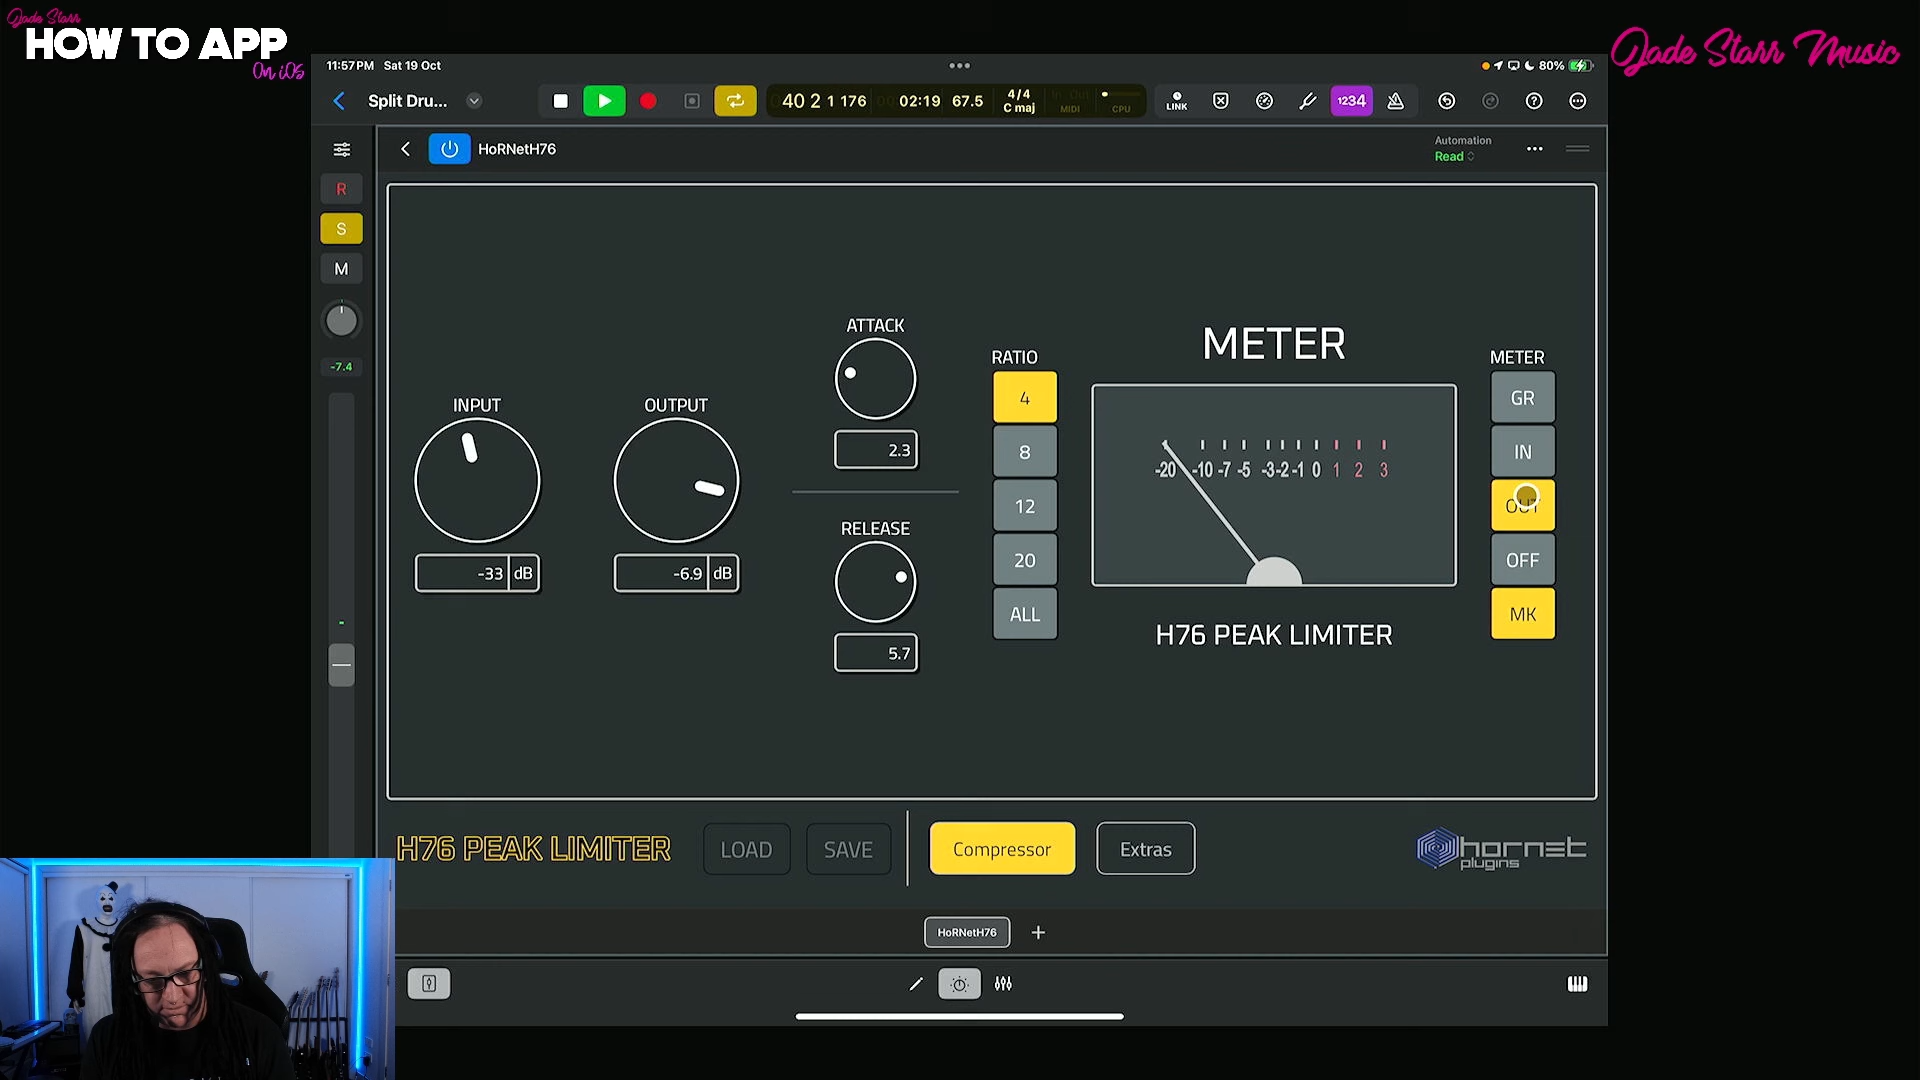 Jade Starr
HOW TO APP
On iOS
Jade Starr Music
11:57PM Sat 19 Oct
80%
Split Dru...
40 2 1 176
02:19
67.5
4/4
C maj
In Out
MIDI
CPU
LINK
1234
HoRNetH76
Automation
Read
R
S
M
-7.4
-
INPUT
-33 dB
OUTPUT
-6.9 dB
ATTACK
2.3
RELEASE
5.7
RATIO
4
8
12
20
ALL
METER
-20 -10 -7 -5 -3 -2 -1 0 1 2 3
H76 PEAK LIMITER
METER
GR
IN
OUT
OFF
MK
H76 PEAK LIMITER
LOAD
SAVE
Compressor
Extras
hornet
plugins
HoRNetH76